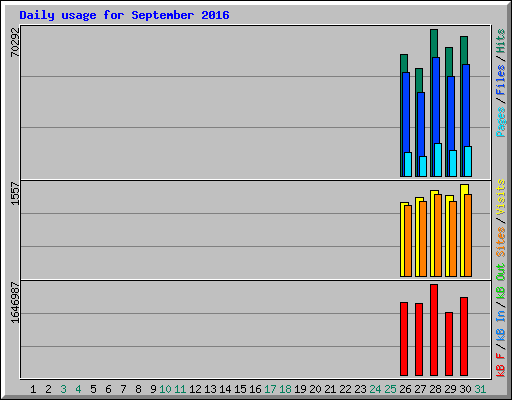 Daily usage for September 2016
70292
Pages/Files/Hits
1557
Sites/Visits
1646987
kB F/kB In/kB Out
1 2 3 4 5 6 7 8 9 10 11 12 13 14 15 16 17 18 19 20 21 22 23 24 25 26 27 28 29 30 31